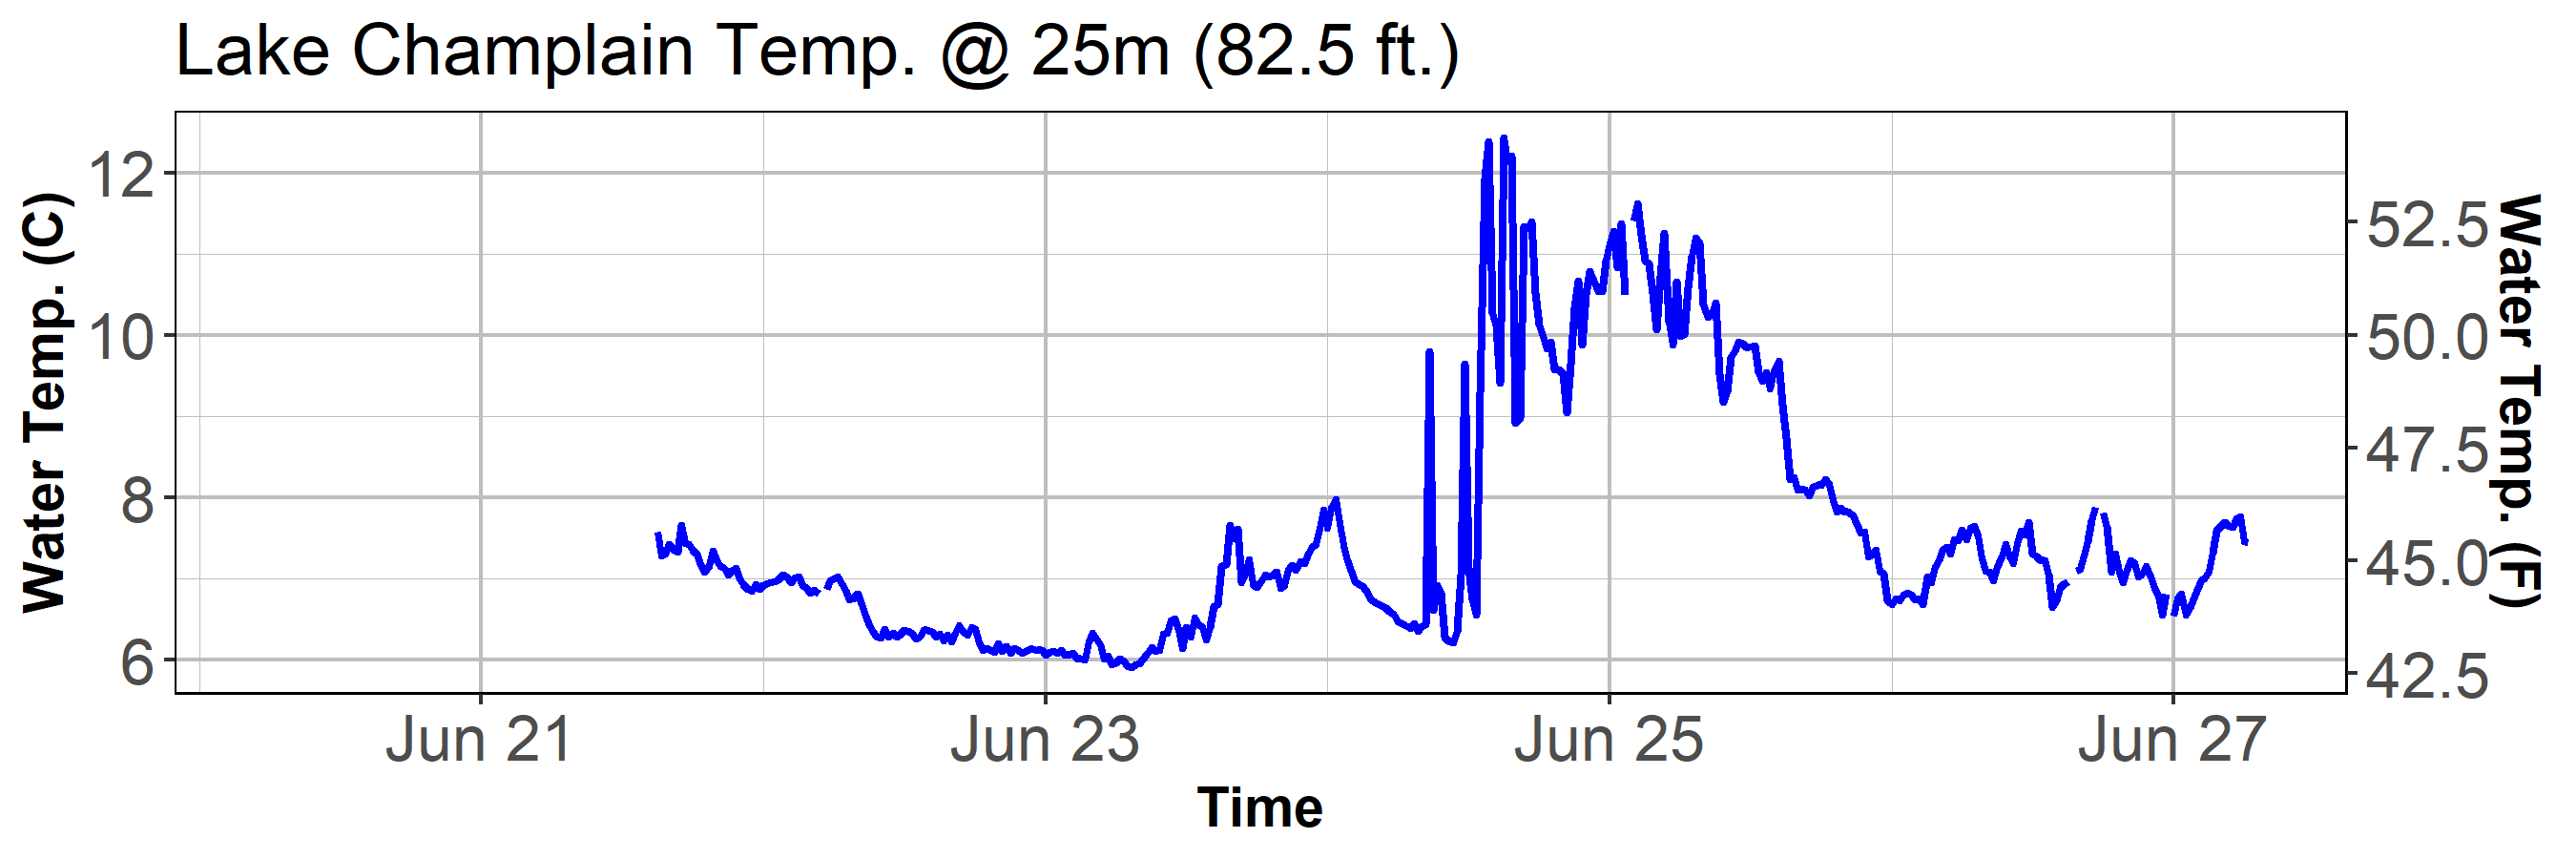 Lake Champlain Temp. @ 25m (82.5 ft.)
Water Temp. (C)
12
10
8
6
52.5
50.0
47.5
45.0
42.5
Water Temp. (F)
Jun 21
Jun 23
Jun 25
Jun 27
Time